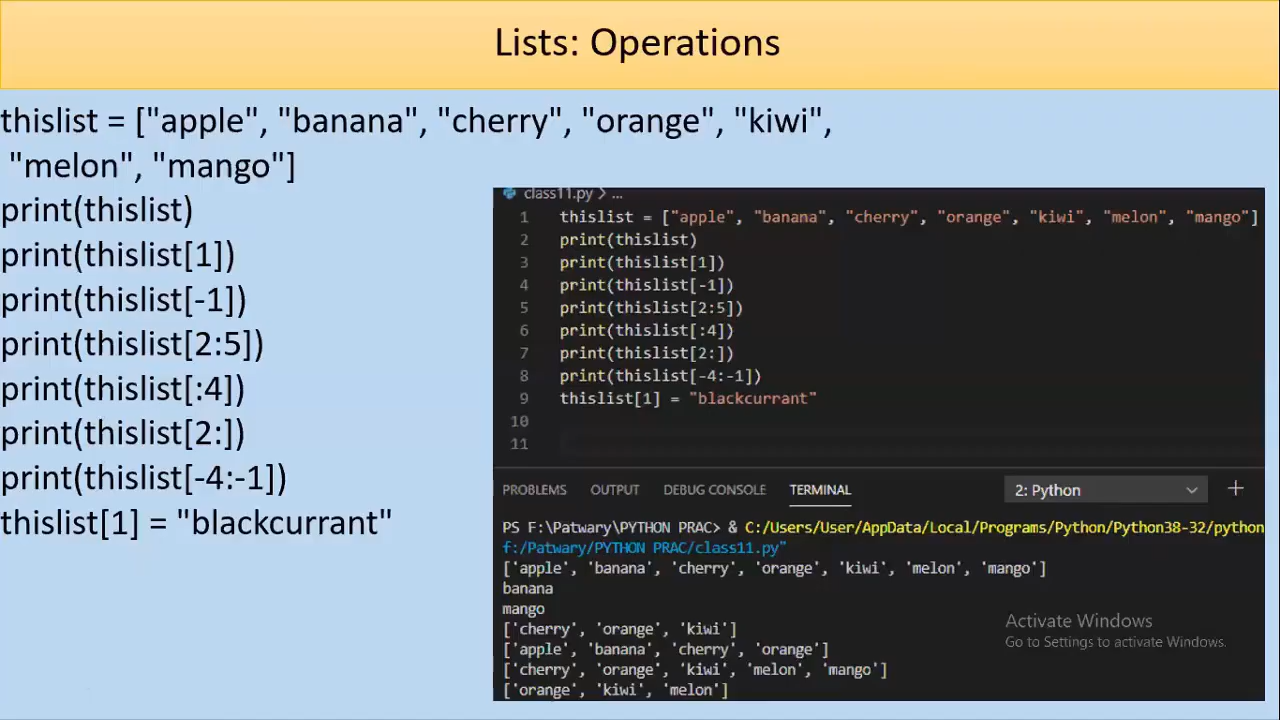 Lists: Operations
thislist = ["apple", "banana", "cherry", "orange", "kiwi",
"melon", "mango"]
print(thislist)
print(thislist[1])
print(thislist[-1])
print(thislist[2:5])
print(thislist[:4])
print(thislist[2:])
print(thislist[-4:-1])
thislist[1] = "blackcurrant"
class11.py > ...
1 thislist = ["apple", "banana", "cherry", "orange", "kiwi", "melon", "mango"]
2 print(thislist)
3 print(thislist[1])
4 print(thislist[-1])
5 print(thislist[2:5])
6 print(thislist[:4])
7 print(thislist[2:])
8 print(thislist[-4:-1])
9 thislist[1] = "blackcurrant"
10
11
PROBLEMS OUTPUT DEBUG CONSOLE TERMINAL 2: Python
PS F:\Patwary\PYTHON PRAC> & C:/Users/User/AppData/Local/Programs/Python/Python38-32/python
f:/Patwary/PYTHON PRAC/class11.py"
['apple', 'banana', 'cherry', 'orange', 'kiwi', 'melon', 'mango']
banana
mango
['cherry', 'orange', 'kiwi']
['apple', 'banana', 'cherry', 'orange']
['cherry', 'orange', 'kiwi', 'melon', 'mango']
['orange', 'kiwi', 'melon']
Activate Windows
Go to Settings to activate Windows.